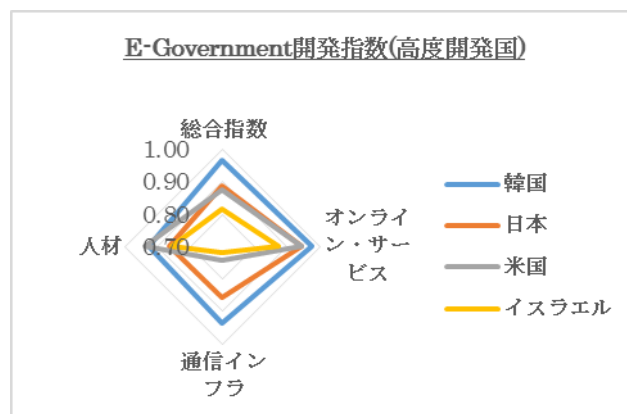 E-Government開発指数(高度開発国)
総合指数
1.00
0.90
0.80
0.70
人材
オンライ
ン・サー
ビス
通信イン
フラ
韓国
日本
米国
イスラエル